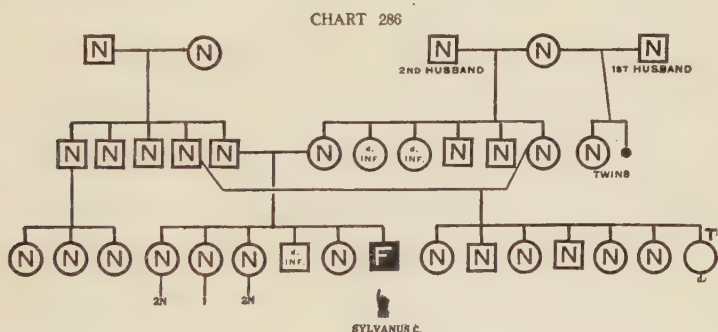 CHART 286
N N N N N
2ND HUSBAND 1ST HUSBAND
N N N N N N d. INF. d. INF. N N N N
TWINS
N N N N N N d. INF. N F N N N N N N T
d
2N 1 2N
SYLVANUS C.